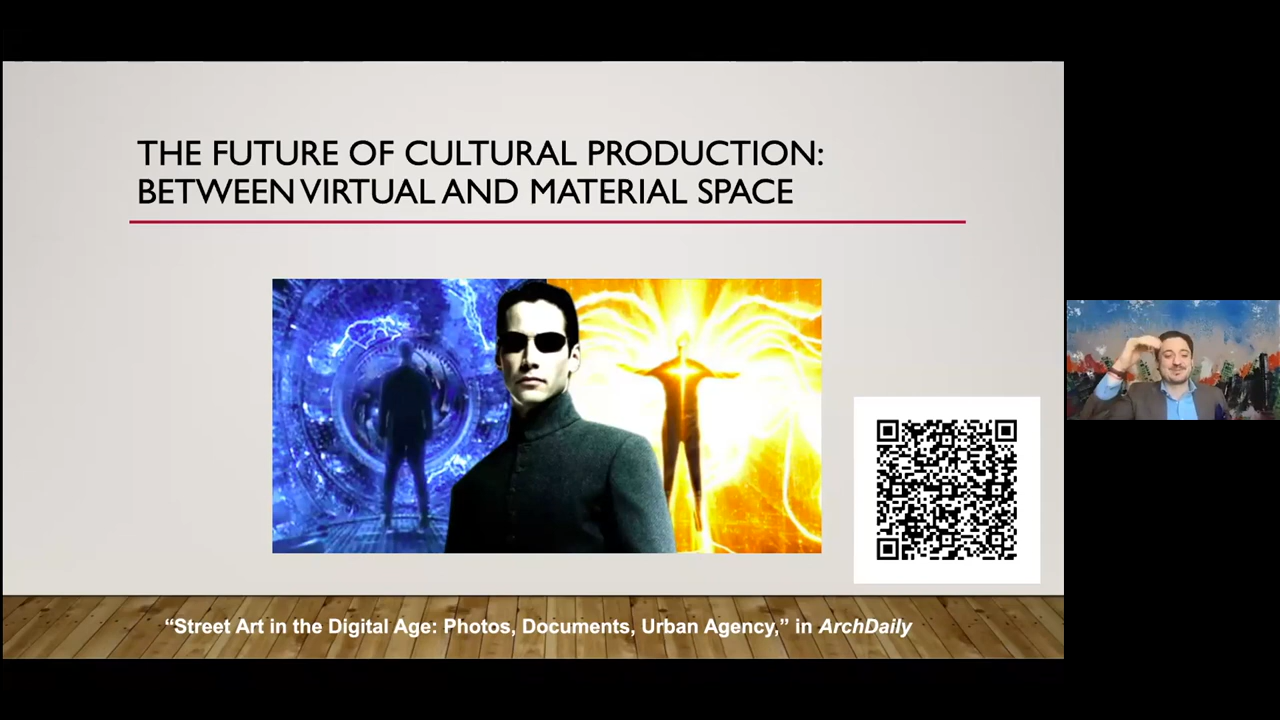 THE FUTURE OF CULTURAL PRODUCTION:
BETWEEN VIRTUAL AND MATERIAL SPACE
“Street Art in the Digital Age: Photos, Documents, Urban Agency,” in ArchDaily